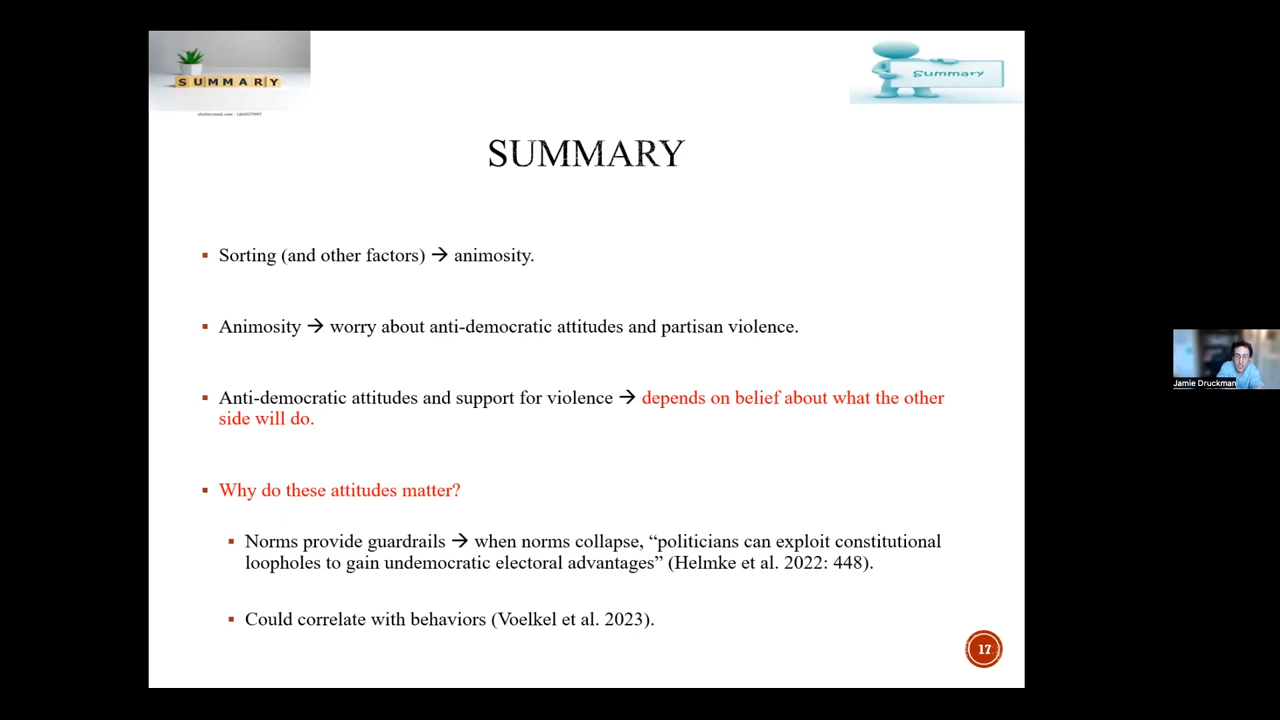 SUMMARY
Summary
shutterstock.com · 1660377997
SUMMARY
▪ Sorting (and other factors) → animosity.
▪ Animosity → worry about anti-democratic attitudes and partisan violence.
▪ Anti-democratic attitudes and support for violence → depends on belief about what the other
side will do.
▪ Why do these attitudes matter?
▪ Norms provide guardrails → when norms collapse, “politicians can exploit constitutional
loopholes to gain undemocratic electoral advantages” (Helmke et al. 2022: 448).
▪ Could correlate with behaviors (Voelkel et al. 2023).
17
Jamie Druckman